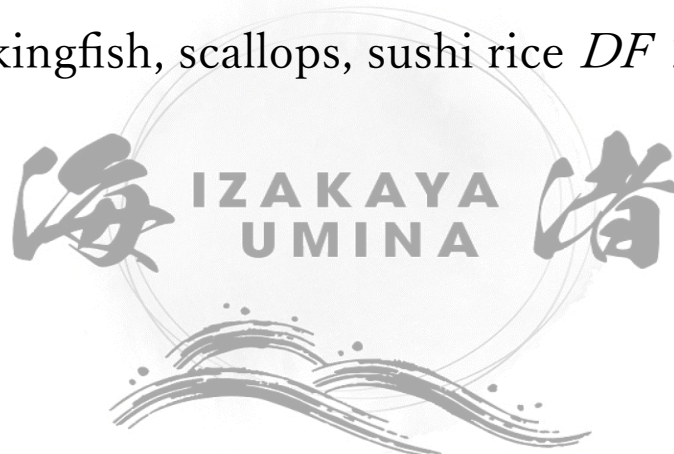 kingfish, scallops, sushi rice DF
海 IZAKAYA 渚
UMINA